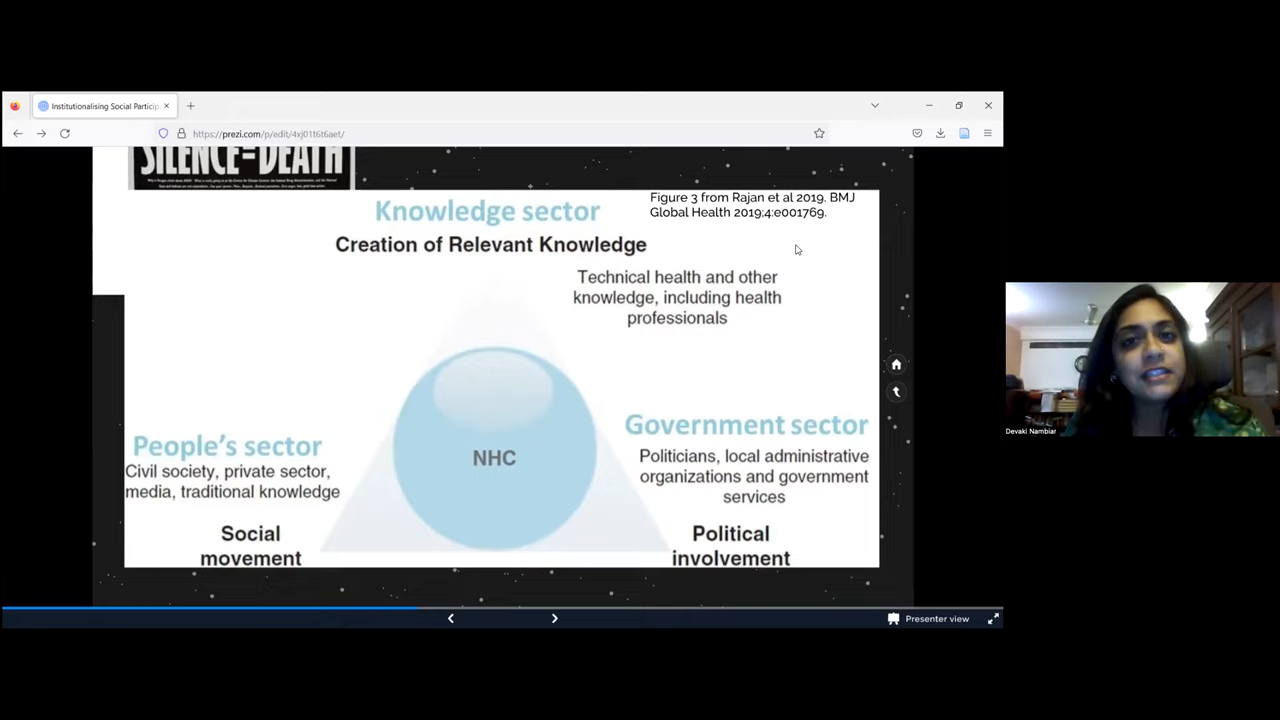 Institutionalising Social Particip
https://prezi.com/p/edit/4xj01t6t6aet/
SILENCE=DEATH
Knowledge sector
Figure 3 from Rajan et al 2019. BMJ
Global Health 2019;4:e001769.
Creation of Relevant Knowledge
Technical health and other
knowledge, including health
professionals
NHC
People's sector
Civil society, private sector,
media, traditional knowledge
Social
movement
Government sector
Politicians, local administrative
organizations and government
services
Political
involvement
Devaki Nambiar
Presenter view